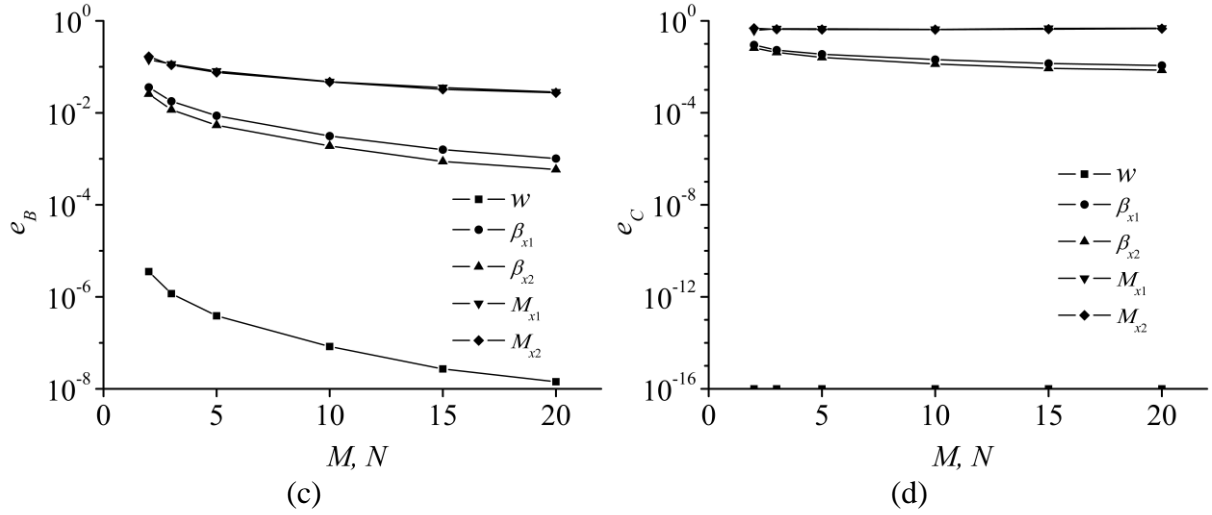 10^0
10^-2
10^-4
10^-6
10^-8
e_B
0 5 10 15 20
M, N
w
β_x1
β_x2
M_x1
M_x2
(c)
10^0
10^-4
10^-8
10^-12
10^-16
e_C
0 5 10 15 20
M, N
w
β_x1
β_x2
M_x1
M_x2
(d)